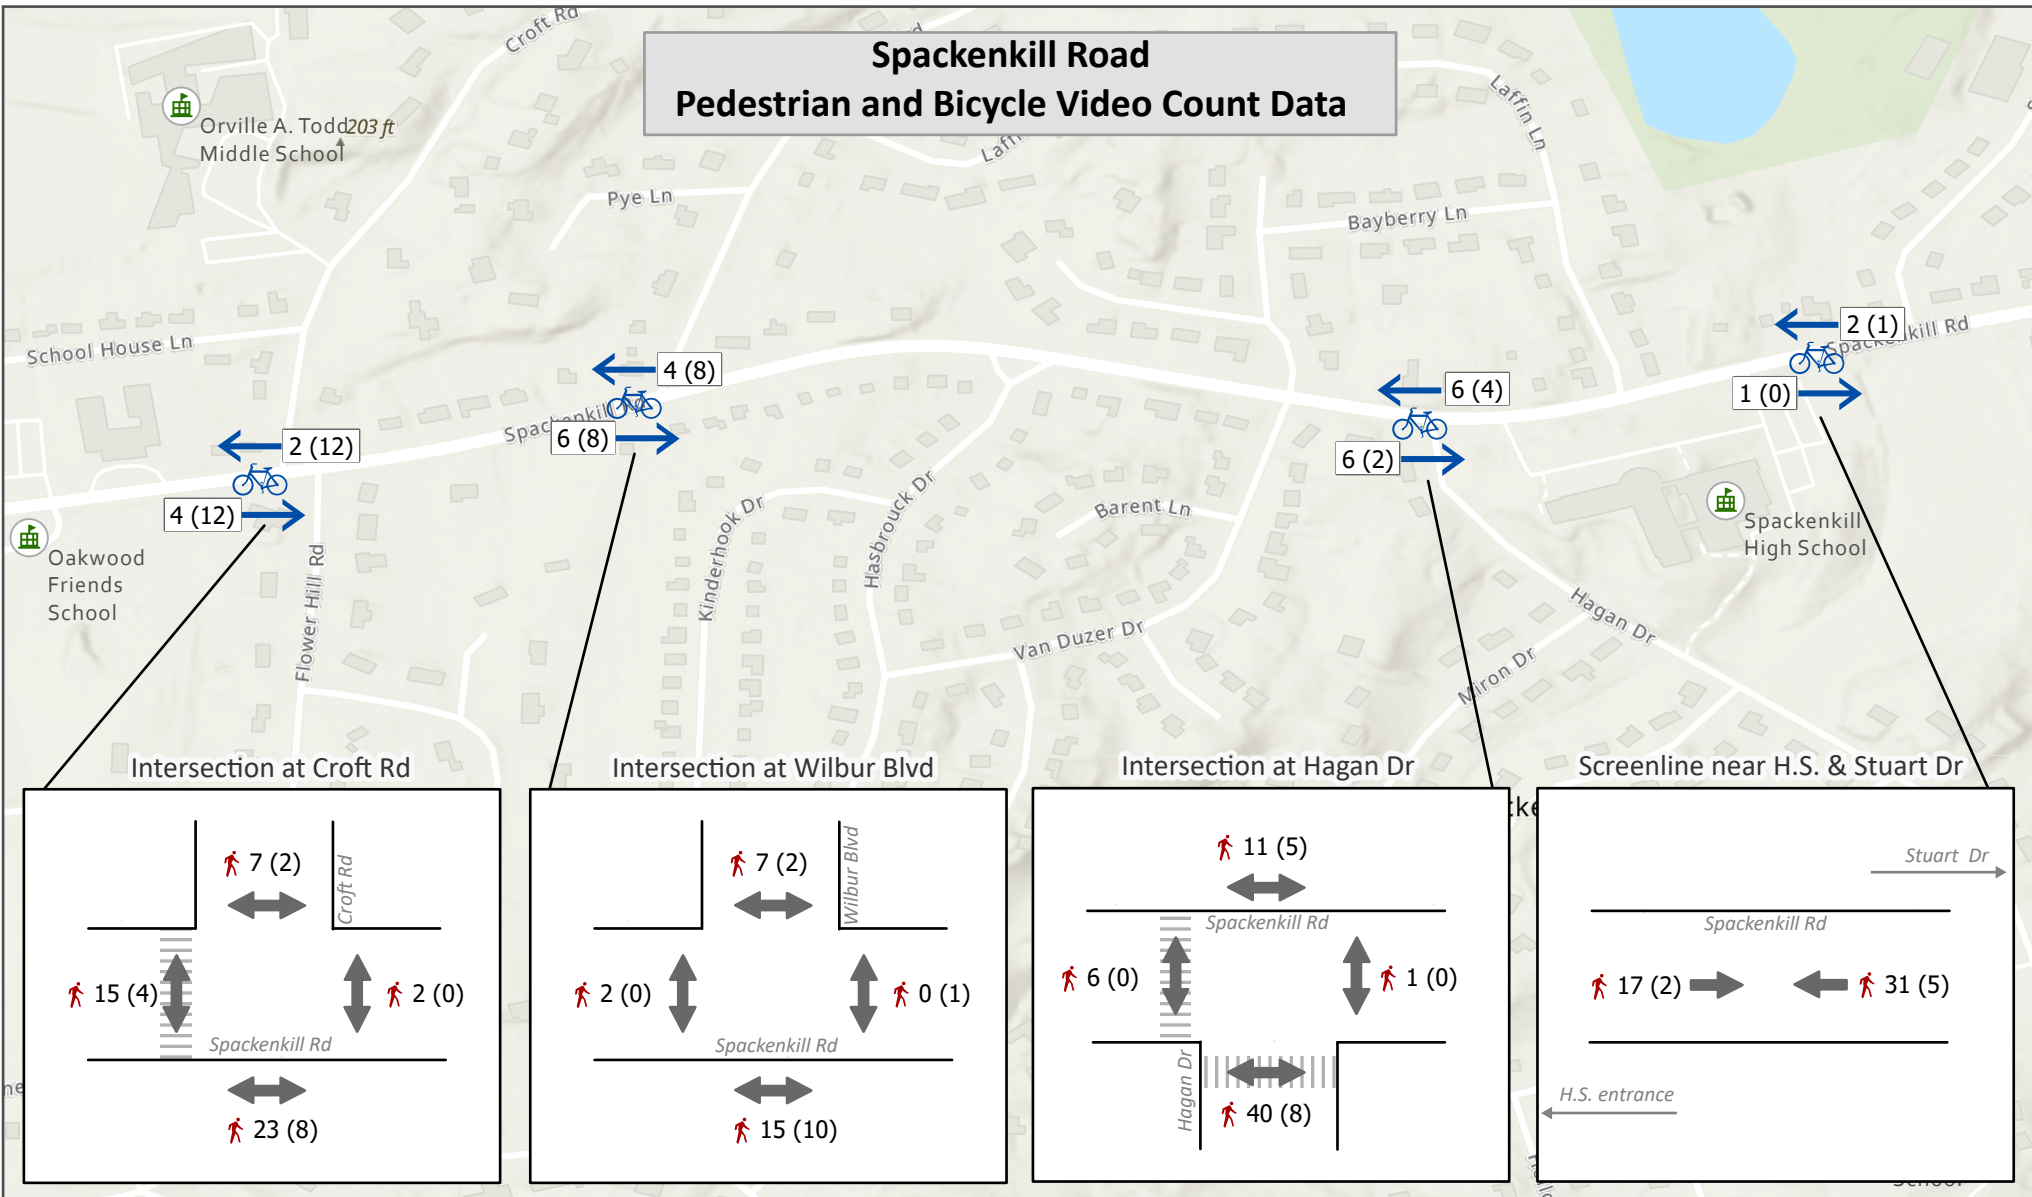 Spackenkill Road
Pedestrian and Bicycle Video Count Data
Croft Rd
Orville A. Todd
Middle School
203 ft
Laffin Ln
Pye Ln
Bayberry Ln
School House Ln
Spackenkill Rd
2 (1)
1 (0)
4 (8)
Spackenkill Rd
6 (8)
6 (4)
6 (2)
2 (12)
4 (12)
Oakwood
Friends
School
Flower Hill Rd
Kinderhook Dr
Hasbrouck Dr
Barent Ln
Van Duzer Dr
Spackenkill
High School
Hagan Dr
Miron Dr
Intersection at Croft Rd
7 (2)
Croft Rd
15 (4)
2 (0)
Spackenkill Rd
23 (8)
Intersection at Wilbur Blvd
7 (2)
Wilbur Blvd
2 (0)
0 (1)
Spackenkill Rd
15 (10)
Intersection at Hagan Dr
11 (5)
Spackenkill Rd
6 (0)
1 (0)
Hagan Dr
40 (8)
Screenline near H.S. & Stuart Dr
Stuart Dr
Spackenkill Rd
17 (2)
31 (5)
H.S. entrance